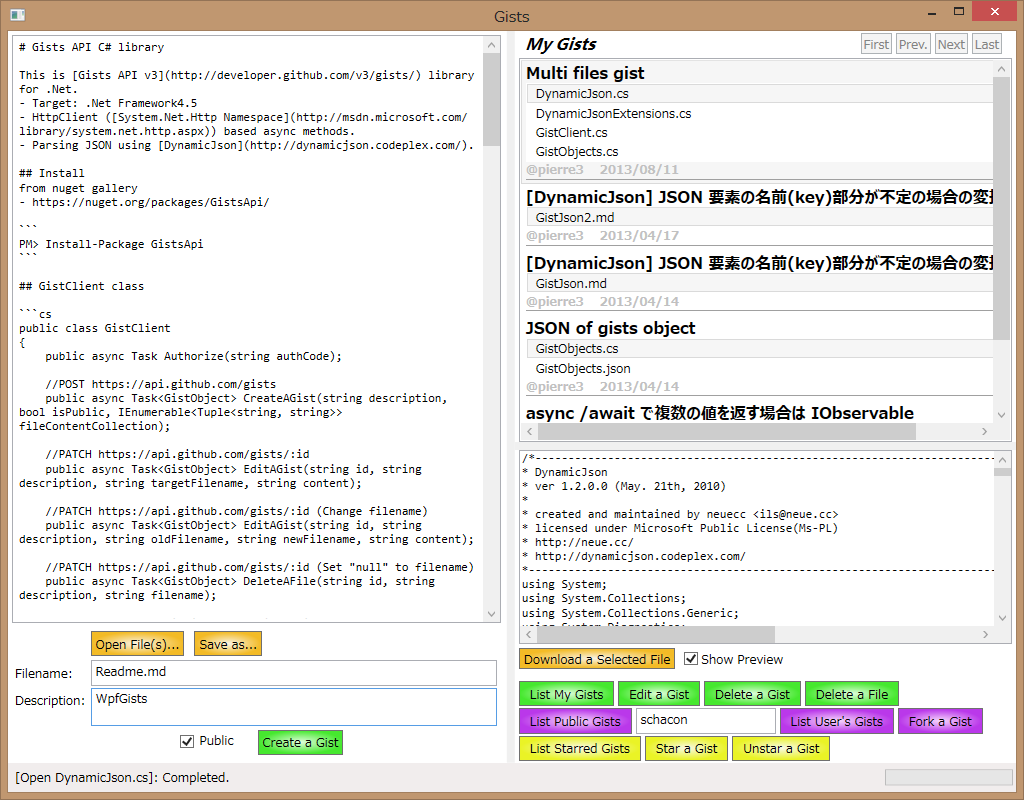 Gists
# Gists API C# library
This is [Gists API v3](http://developer.github.com/v3/gists/) library
for .Net.
- Target: .Net Framework4.5
- HttpClient ([System.Net.Http Namespace](http://msdn.microsoft.com/
library/system.net.http.aspx)) based async methods.
- Parsing JSON using [DynamicJson](http://dynamicjson.codeplex.com/).
## Install
from nuget gallery
- https://nuget.org/packages/GistsApi/
```
PM> Install-Package GistsApi
```
## GistClient class
```cs
public class GistClient
{
    public async Task Authorize(string authCode);
    //POST https://api.github.com/gists
    public async Task<GistObject> CreateAGist(string description,
bool isPublic, IEnumerable<Tuple<string, string>>
fileContentCollection);
    //PATCH https://api.github.com/gists/:id
    public async Task<GistObject> EditAGist(string id, string
description, string targetFilename, string content);
    //PATCH https://api.github.com/gists/:id (Change filename)
    public async Task<GistObject> EditAGist(string id, string
description, string oldFilename, string newFilename, string content);
    //PATCH https://api.github.com/gists/:id (Set "null" to filename)
    public async Task<GistObject> DeleteAFile(string id, string
description, string filename);
Open File(s)... Save as...
Filename: Readme.md
Description: WpfGists
Public Create a Gist
My Gists First Prev. Next Last
Multi files gist
DynamicJson.cs
DynamicJsonExtensions.cs
GistClient.cs
GistObjects.cs
@pierre3 2013/08/11
[DynamicJson] JSON 要素の名前(key)部分が不定の場合の変換
GistJson2.md
@pierre3 2013/04/17
[DynamicJson] JSON 要素の名前(key)部分が不定の場合の変換
GistJson.md
@pierre3 2013/04/14
JSON of gists object
GistObjects.cs
GistObjects.json
@pierre3 2013/04/14
async /await で複数の値を返す場合は IObservable
/*----------------------------------------------------------------------
* DynamicJson
* ver 1.2.0.0 (May. 21th, 2010)
*
* created and maintained by neuecc <ils@neue.cc>
* licensed under Microsoft Public License(Ms-PL)
* http://neue.cc/
* http://dynamicjson.codeplex.com/
*-----------------------------------------------------------------------
using System;
using System.Collections;
using System.Collections.Generic;
using System.Diagnostics;
Download a Selected File Show Preview
List My Gists Edit a Gist Delete a Gist Delete a File
List Public Gists schacon List User's Gists Fork a Gist
List Starred Gists Star a Gist Unstar a Gist
[Open DynamicJson.cs]: Completed.